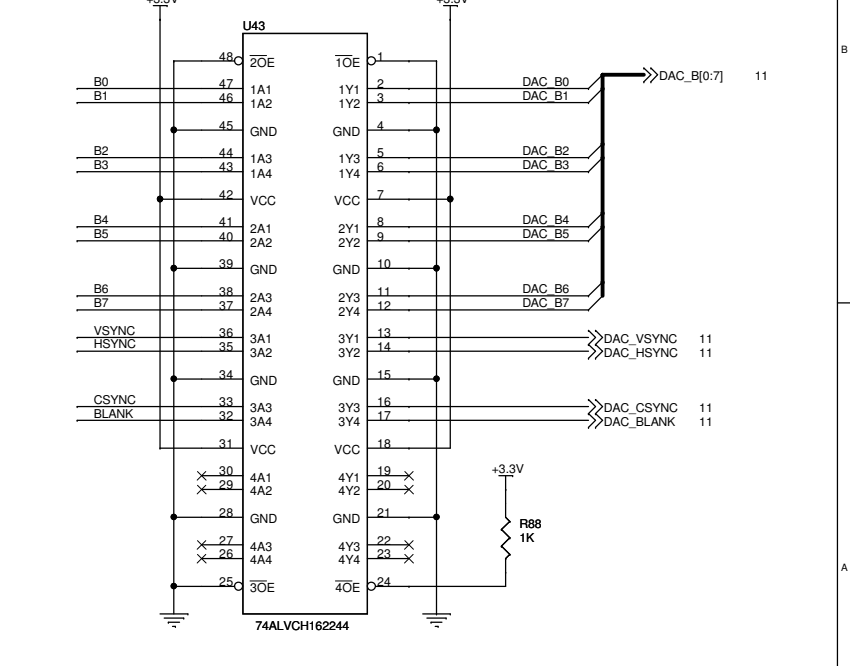 +3.3V +3.3V
U43
B
48 2OE 1OE 1
DAC_B[0:7] 11
B0 47 1A1 1Y1 2 DAC_B0
B1 46 1A2 1Y2 3 DAC_B1
45 GND GND 4
B2 44 1A3 1Y3 5 DAC_B2
B3 43 1A4 1Y4 6 DAC_B3
42 VCC VCC 7
B4 41 2A1 2Y1 8 DAC_B4
B5 40 2A2 2Y2 9 DAC_B5
39 GND GND 10
B6 38 2A3 2Y3 11 DAC_B6
B7 37 2A4 2Y4 12 DAC_B7
VSYNC 36 3A1 3Y1 13 DAC_VSYNC 11
HSYNC 35 3A2 3Y2 14 DAC_HSYNC 11
34 GND GND 15
CSYNC 33 3A3 3Y3 16 DAC_CSYNC 11
BLANK 32 3A4 3Y4 17 DAC_BLANK 11
31 VCC VCC 18
+3.3V
30 4A1 4Y1 19
29 4A2 4Y2 20
28 GND GND 21
R88
1K
27 4A3 4Y3 22
26 4A4 4Y4 23
A
25 3OE 4OE 24
74ALVCH162244